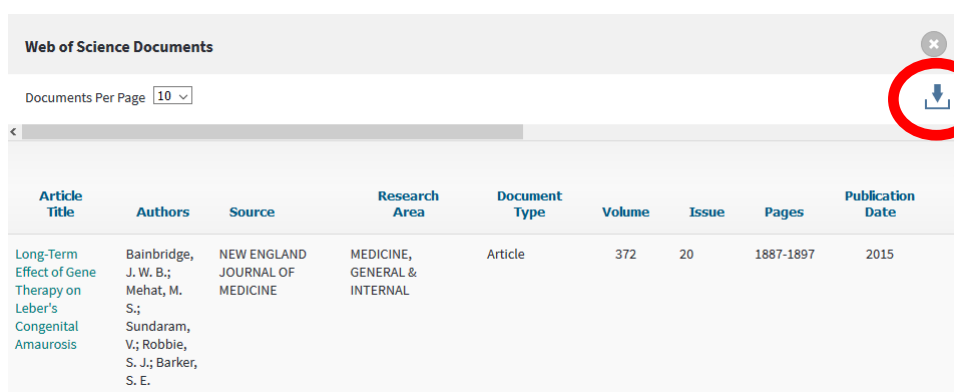 Web of Science Documents
Documents Per Page 10
Article Title
Authors
Source
Research Area
Document Type
Volume
Issue
Pages
Publication Date
Long-Term
Effect of Gene
Therapy on
Leber's
Congenital
Amaurosis
Bainbridge,
J. W. B.;
Mehat, M.
S.;
Sundaram,
V.; Robbie,
S. J.; Barker,
S. E.
NEW ENGLAND
JOURNAL OF
MEDICINE
MEDICINE,
GENERAL &
INTERNAL
Article
372
20
1887-1897
2015